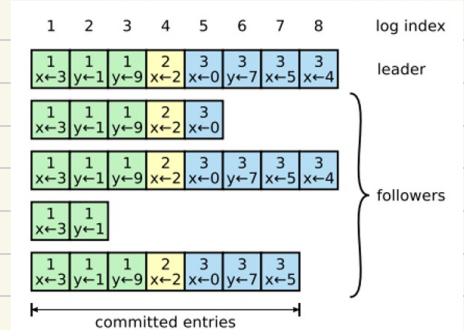 1 2 3 4 5 6 7 8 log index
1 1 1 2 3 3 3 3
x←3 y←1 y←9 x←2 x←0 y←7 x←5 x←4
leader
1 1 1 2 3
x←3 y←1 y←9 x←2 x←0
1 1 1 2 3 3 3 3
x←3 y←1 y←9 x←2 x←0 y←7 x←5 x←4
followers
1 1
x←3 y←1
1 1 1 2 3 3 3
x←3 y←1 y←9 x←2 x←0 y←7 x←5
committed entries